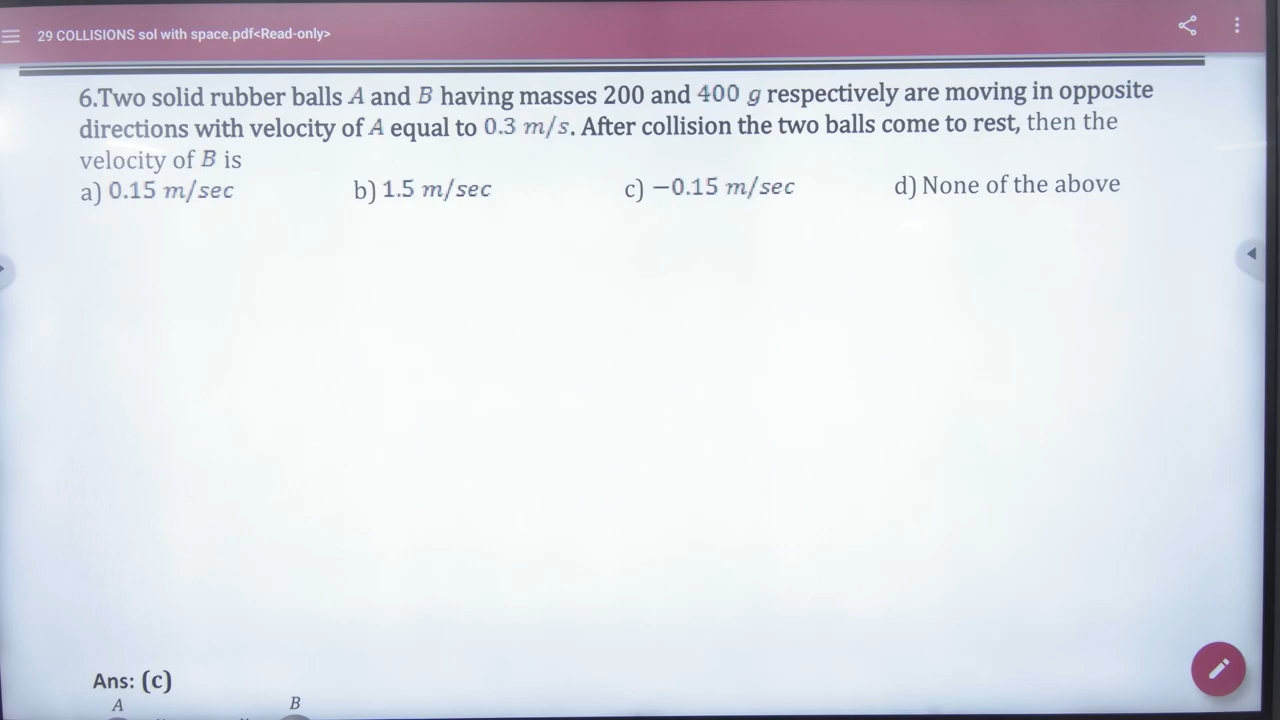 29 COLLISIONS sol with space.pdf<Read-only>
6.Two solid rubber balls A and B having masses 200 and 400 g respectively are moving in opposite
directions with velocity of A equal to 0.3 m/s. After collision the two balls come to rest, then the
velocity of B is
a) 0.15 m/sec b) 1.5 m/sec c) −0.15 m/sec d) None of the above
Ans: (c)
A B